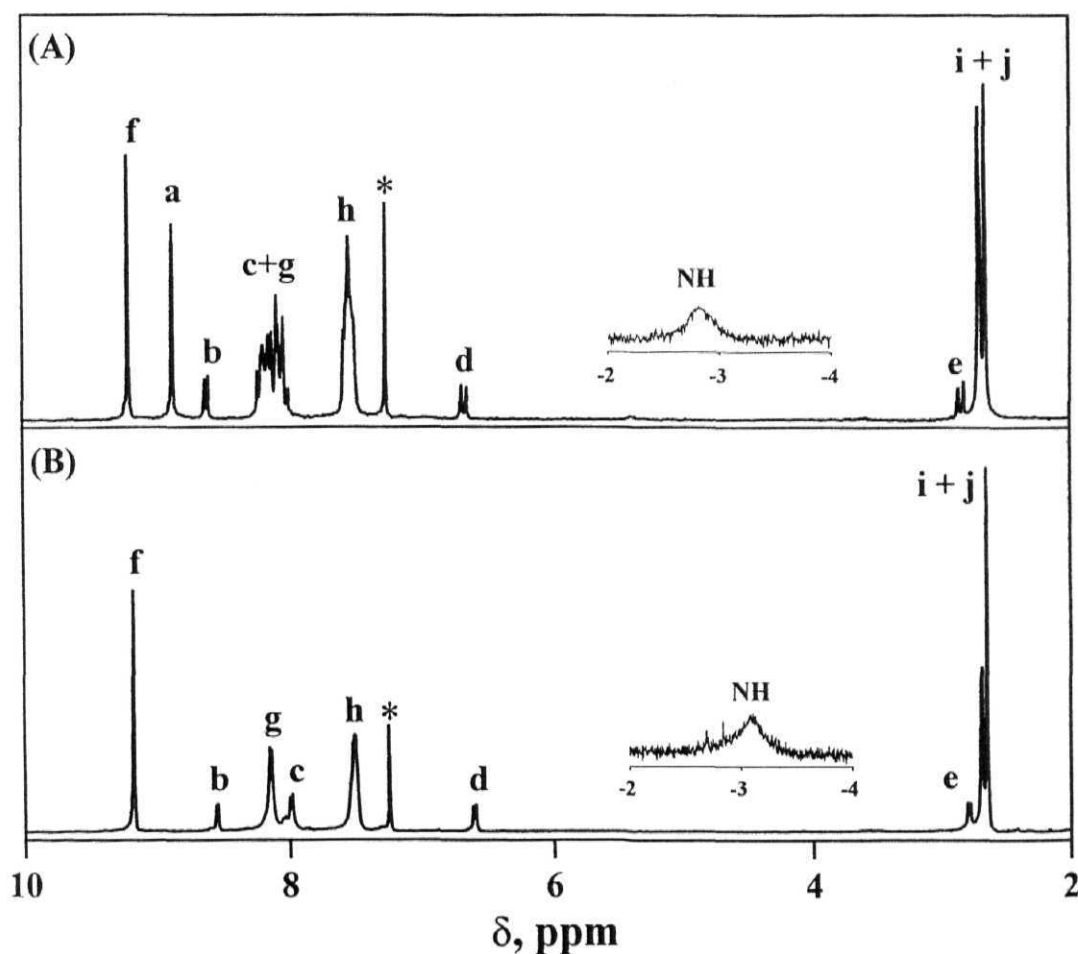 (A)
i + j
f
a
*
h
c+g
NH
b
d
e
-2 -3 -4
(B)
i + j
f
NH
g
h
*
b
c
d
e
-2 -3 -4
10 8 6 4 2
δ, ppm